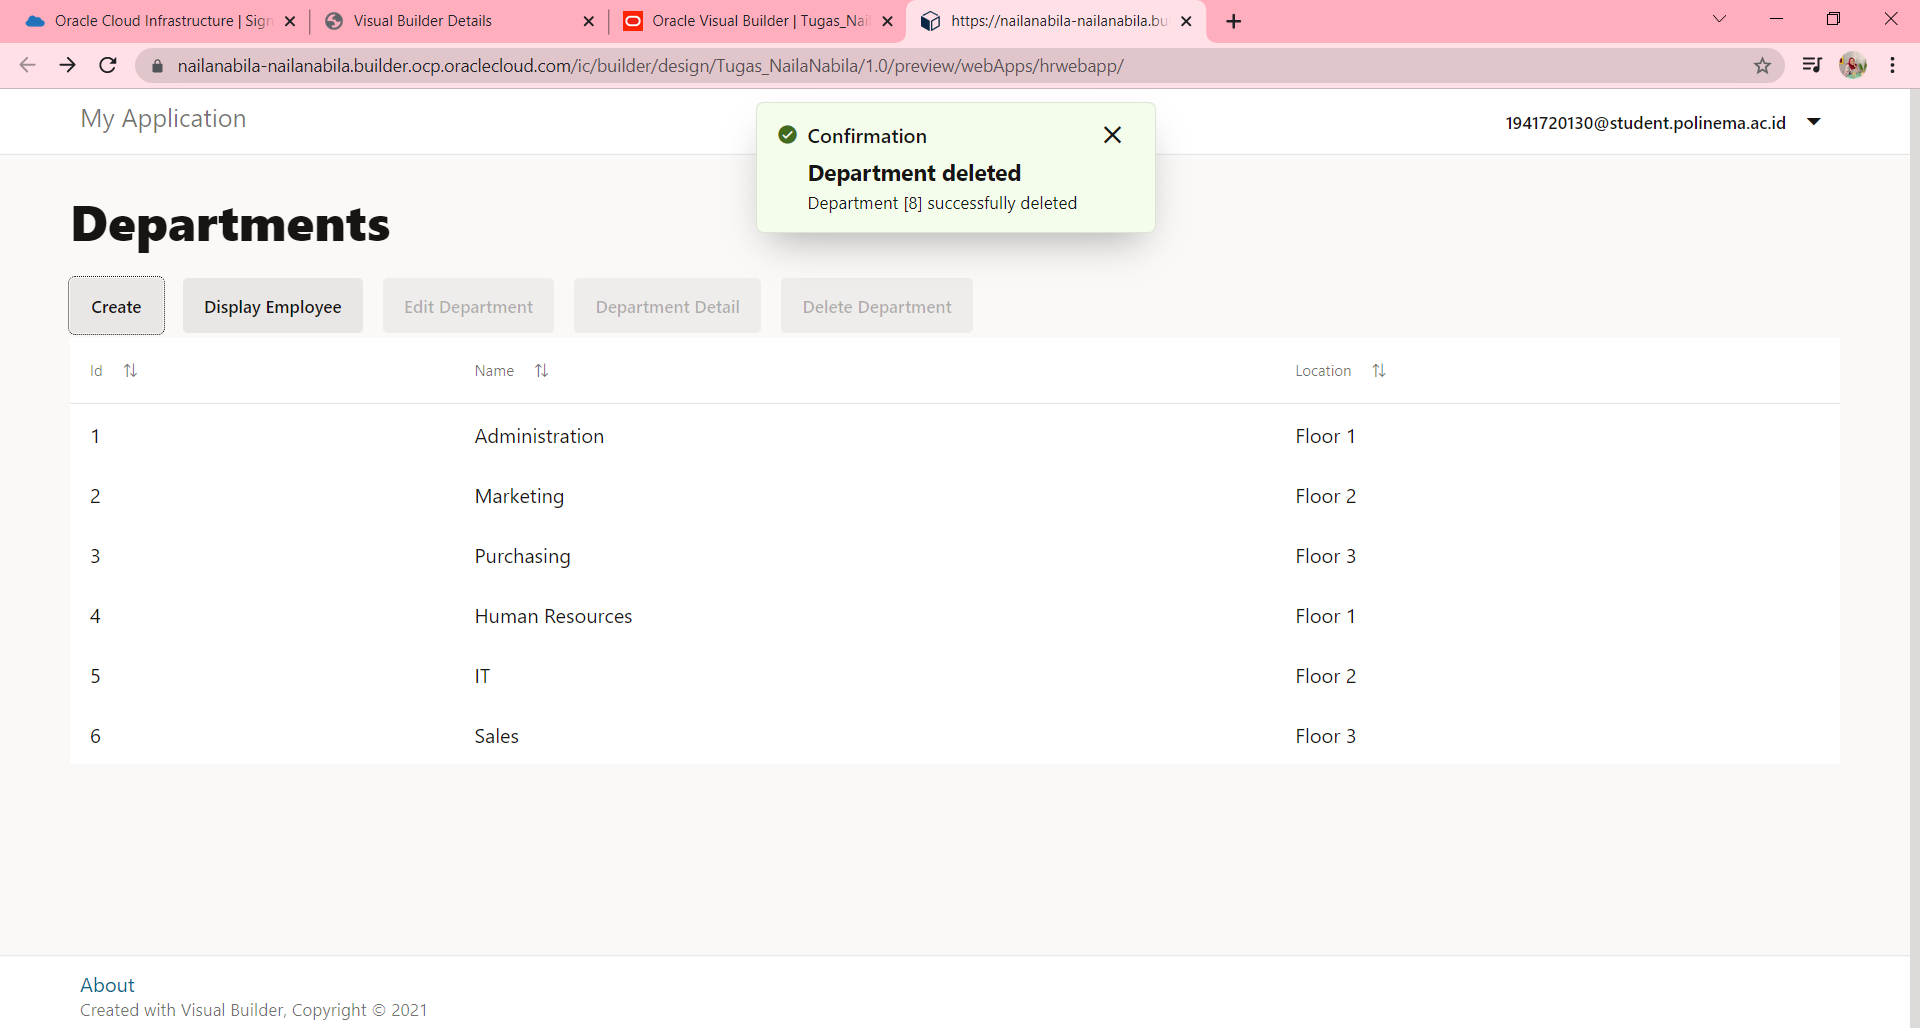 Oracle Cloud Infrastructure | Sign
Visual Builder Details
Oracle Visual Builder | Tugas_Nail
https://nailanabila-nailanabila.bu
nailanabila-nailanabila.builder.ocp.oraclecloud.com/ic/builder/design/Tugas_NailaNabila/1.0/preview/webApps/hrwebapp/
My Application
1941720130@student.polinema.ac.id
Confirmation
Department deleted
Department [8] successfully deleted
Departments
Create
Display Employee
Edit Department
Department Detail
Delete Department
Id Name Location
1 Administration Floor 1
2 Marketing Floor 2
3 Purchasing Floor 3
4 Human Resources Floor 1
5 IT Floor 2
6 Sales Floor 3
About
Created with Visual Builder, Copyright © 2021